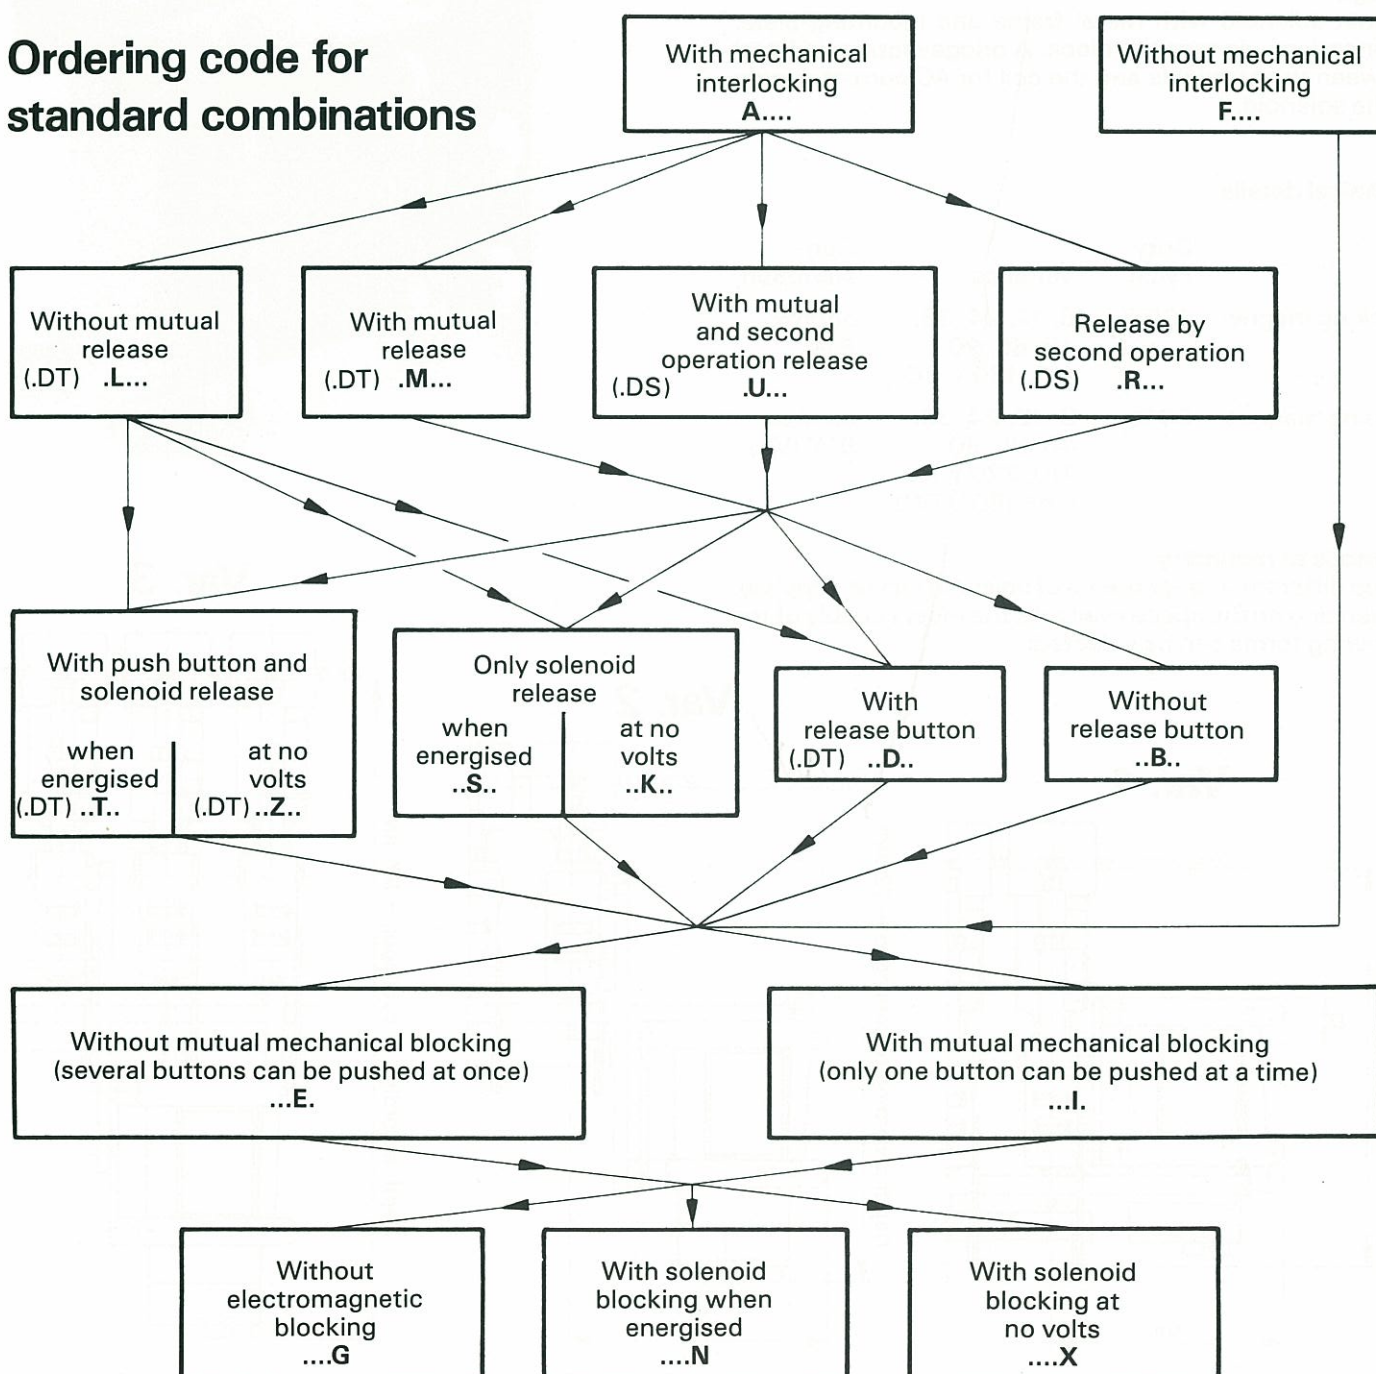 Ordering code for
standard combinations
With mechanical
interlocking
A....
Without mechanical
interlocking
F....
Without mutual
release
(.DT) .L...
With mutual
release
(.DT) .M...
With mutual
and second
operation release
(.DS) .U...
Release by
second operation
(.DS) .R...
With push button and
solenoid release
when
energised
(.DT) ..T..
at no
volts
(.DT) ..Z..
Only solenoid
release
when
energised
..S..
at no
volts
..K..
With
release button
(.DT) ..D..
Without
release button
..B..
Without mutual mechanical blocking
(several buttons can be pushed at once)
...E.
With mutual mechanical blocking
(only one button can be pushed at a time)
...I.
Without
electromagnetic
blocking
....G
With solenoid
blocking when
energised
....N
With solenoid
blocking at
no volts
....X